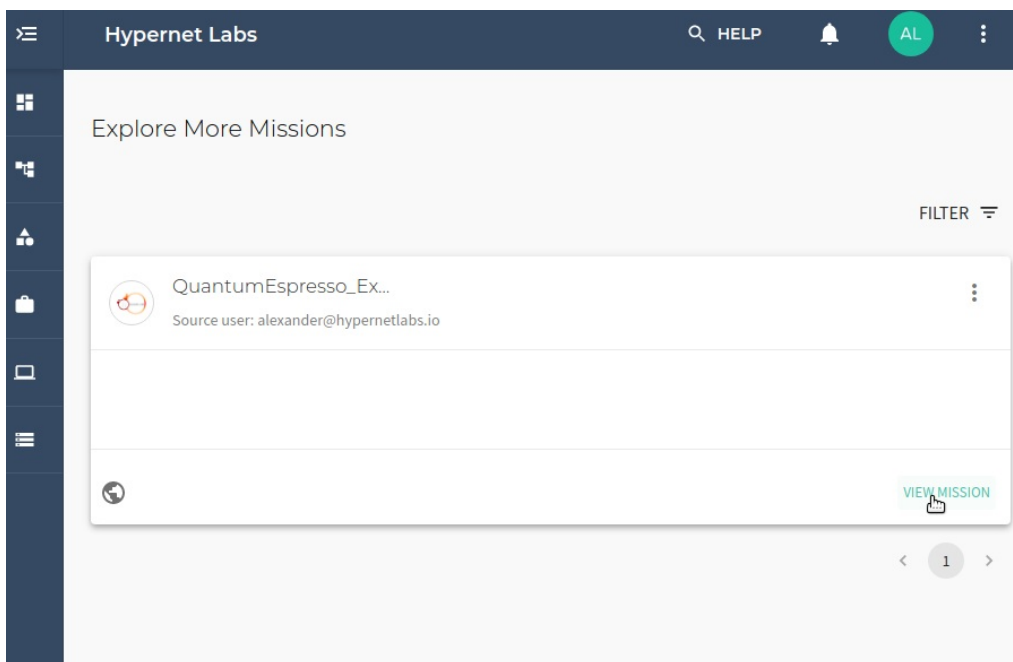 Hypernet Labs
HELP
AL
Explore More Missions
FILTER
QuantumEspresso_Ex...
Source user: alexander@hypernetlabs.io
VIEW MISSION
1